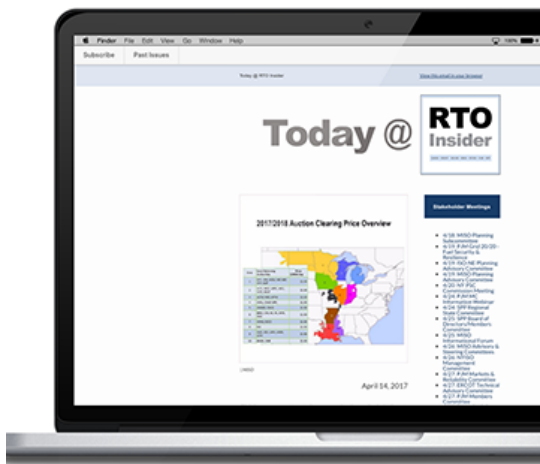 Finder File Edit View Go Window Help
100%
Subscribe Past Issues
Today @ RTO Insider
View this email in your browser
Today @
RTO
Insider
Stakeholder Meetings
2017/2018 Auction Clearing Price Overview
4/18: MISO Planning
Subcommittee
4/19: PJM Grid 20/20 -
Fuel Security &
Resilience
4/19: ISO-NE Planning
Advisory Committee
4/19: MISO Planning
Advisory Committee
4/20: NY PSC
Commission Meeting
4/24: PJM MC
Informational Webinar
4/24: SPP Regional
State Committee
4/25: SPP Board of
Directors/Members
Committee
4/25: MISO
Informational Forum
4/26: MISO Advisory &
Steering Committees
4/26: NYISO
Management
Committee
4/27: PJM Markets &
Reliability Committee
4/27: ERCOT Technical
Advisory Committee
4/27: PJM Members
Committee
| MISO
April 14, 2017